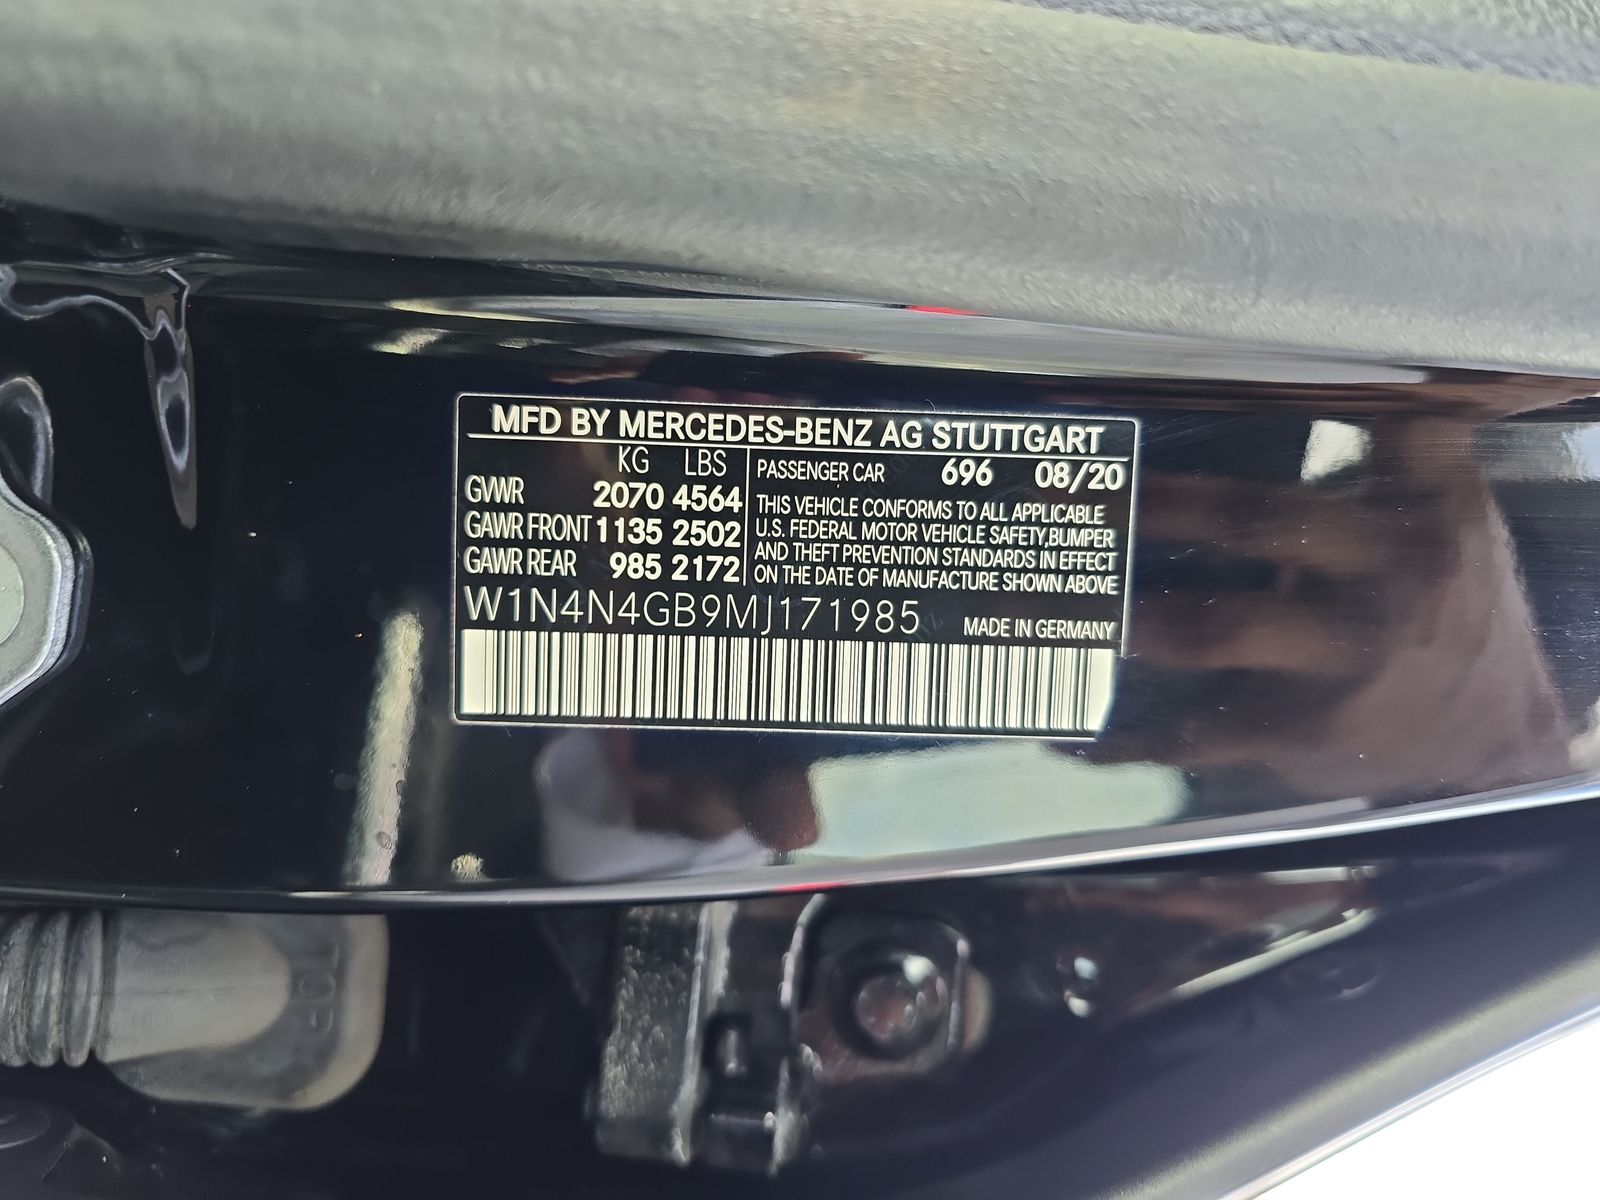 MFD BY MERCEDES-BENZ AG STUTTGART
KG LBS
GVWR 2070 4564
GAWR FRONT 1135 2502
GAWR REAR 985 2172
PASSENGER CAR 696 08/20
THIS VEHICLE CONFORMS TO ALL APPLICABLE
U.S. FEDERAL MOTOR VEHICLE SAFETY,BUMPER
AND THEFT PREVENTION STANDARDS IN EFFECT
ON THE DATE OF MANUFACTURE SHOWN ABOVE
W1N4N4GB9MJ171985
MADE IN GERMANY
TOP